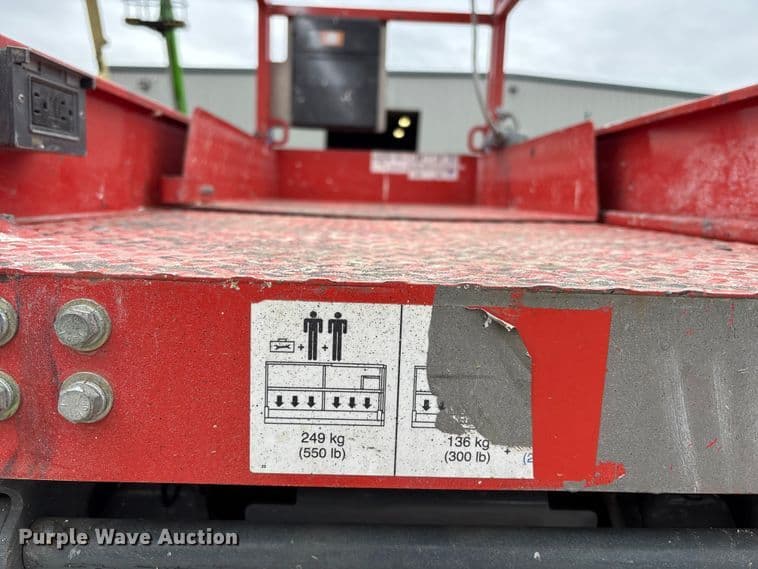 249 kg
(550 lb)
136 kg +
(300 lb)
Purple Wave Auction